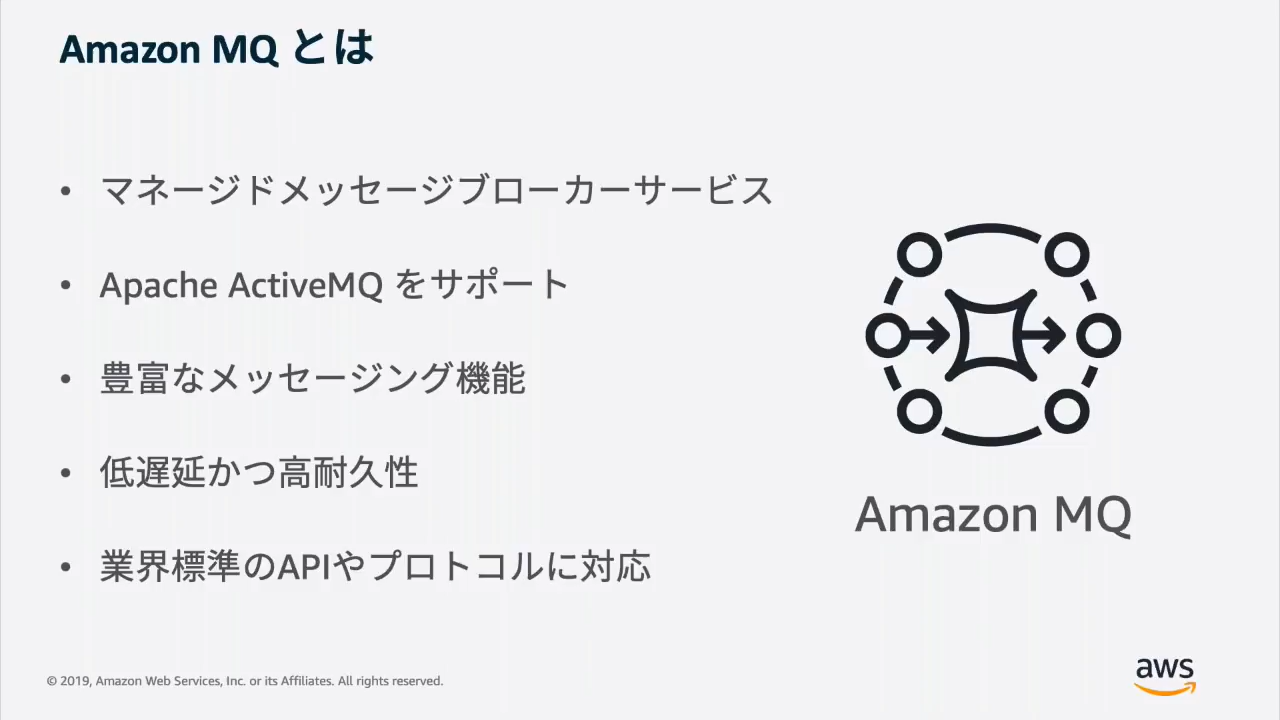 Amazon MQ とは
• マネージドメッセージブローカーサービス
• Apache ActiveMQ をサポート
• 豊富なメッセージング機能
• 低遅延かつ高耐久性
• 業界標準のAPIやプロトコルに対応
Amazon MQ
© 2019, Amazon Web Services, Inc. or its Affiliates. All rights reserved.
aws